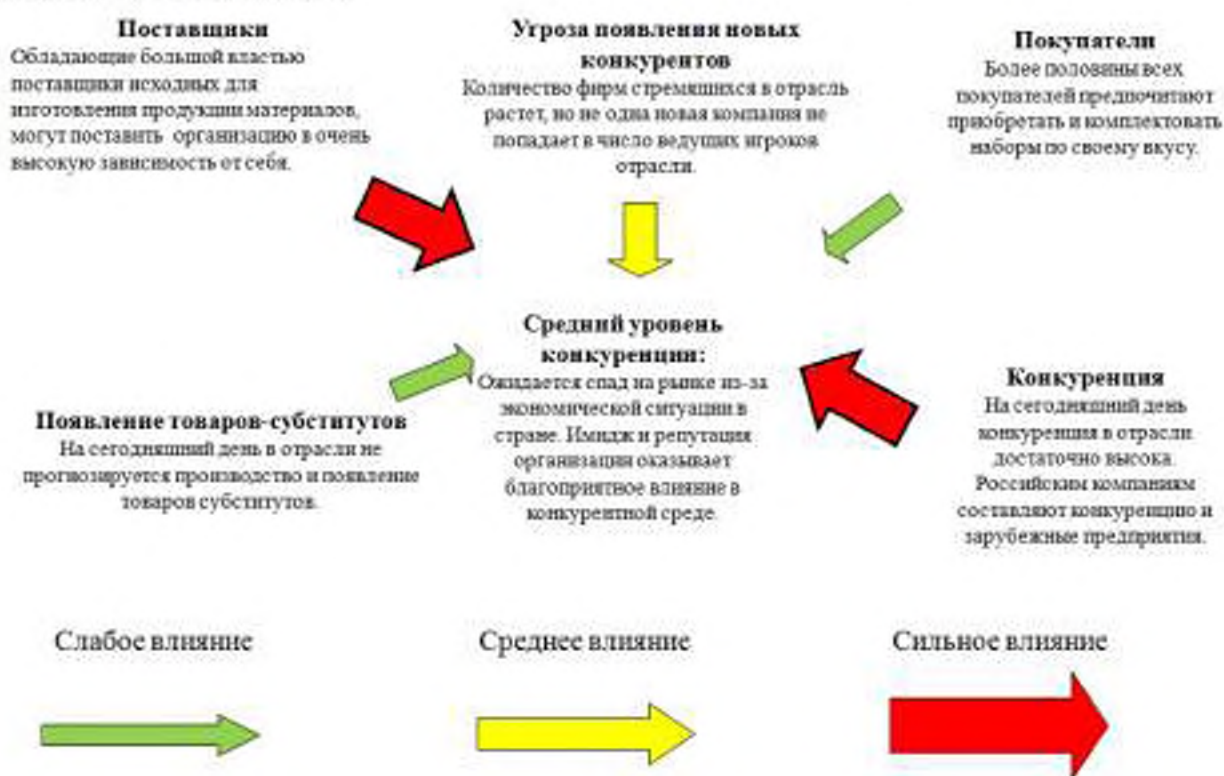 Поставщики
Обладающие большой властью
поставщики исходных для
изготовления продукции материалов,
могут поставить организацию в очень
высокую зависимость от себя.
Угроза появления новых
конкурентов
Количество фирм стремящихся в отрасль
растет, но не одна новая компания не
попадает в число ведущих игроков
отрасли.
Покупатели
Более половины всех
покупателей предпочитают
приобретать и комплектовать
наборы по своему вкусу.
Появление товаров-субститутов
На сегодняшний день в отрасли не
прогнозируется производство и появление
товаров субститутов.
Средний уровень
конкуренции:
Ожидается спад на рынке из-за
экономической ситуации в
стране. Имидж и репутация
организации оказывает
благоприятное влияние в
конкурентной среде.
Конкуренция
На сегодняшний день
конкуренция в отрасли
достаточно высока.
Российским компаниям
составляют конкуренцию и
зарубежные предприятия.
Слабое влияние
Среднее влияние
Сильное влияние